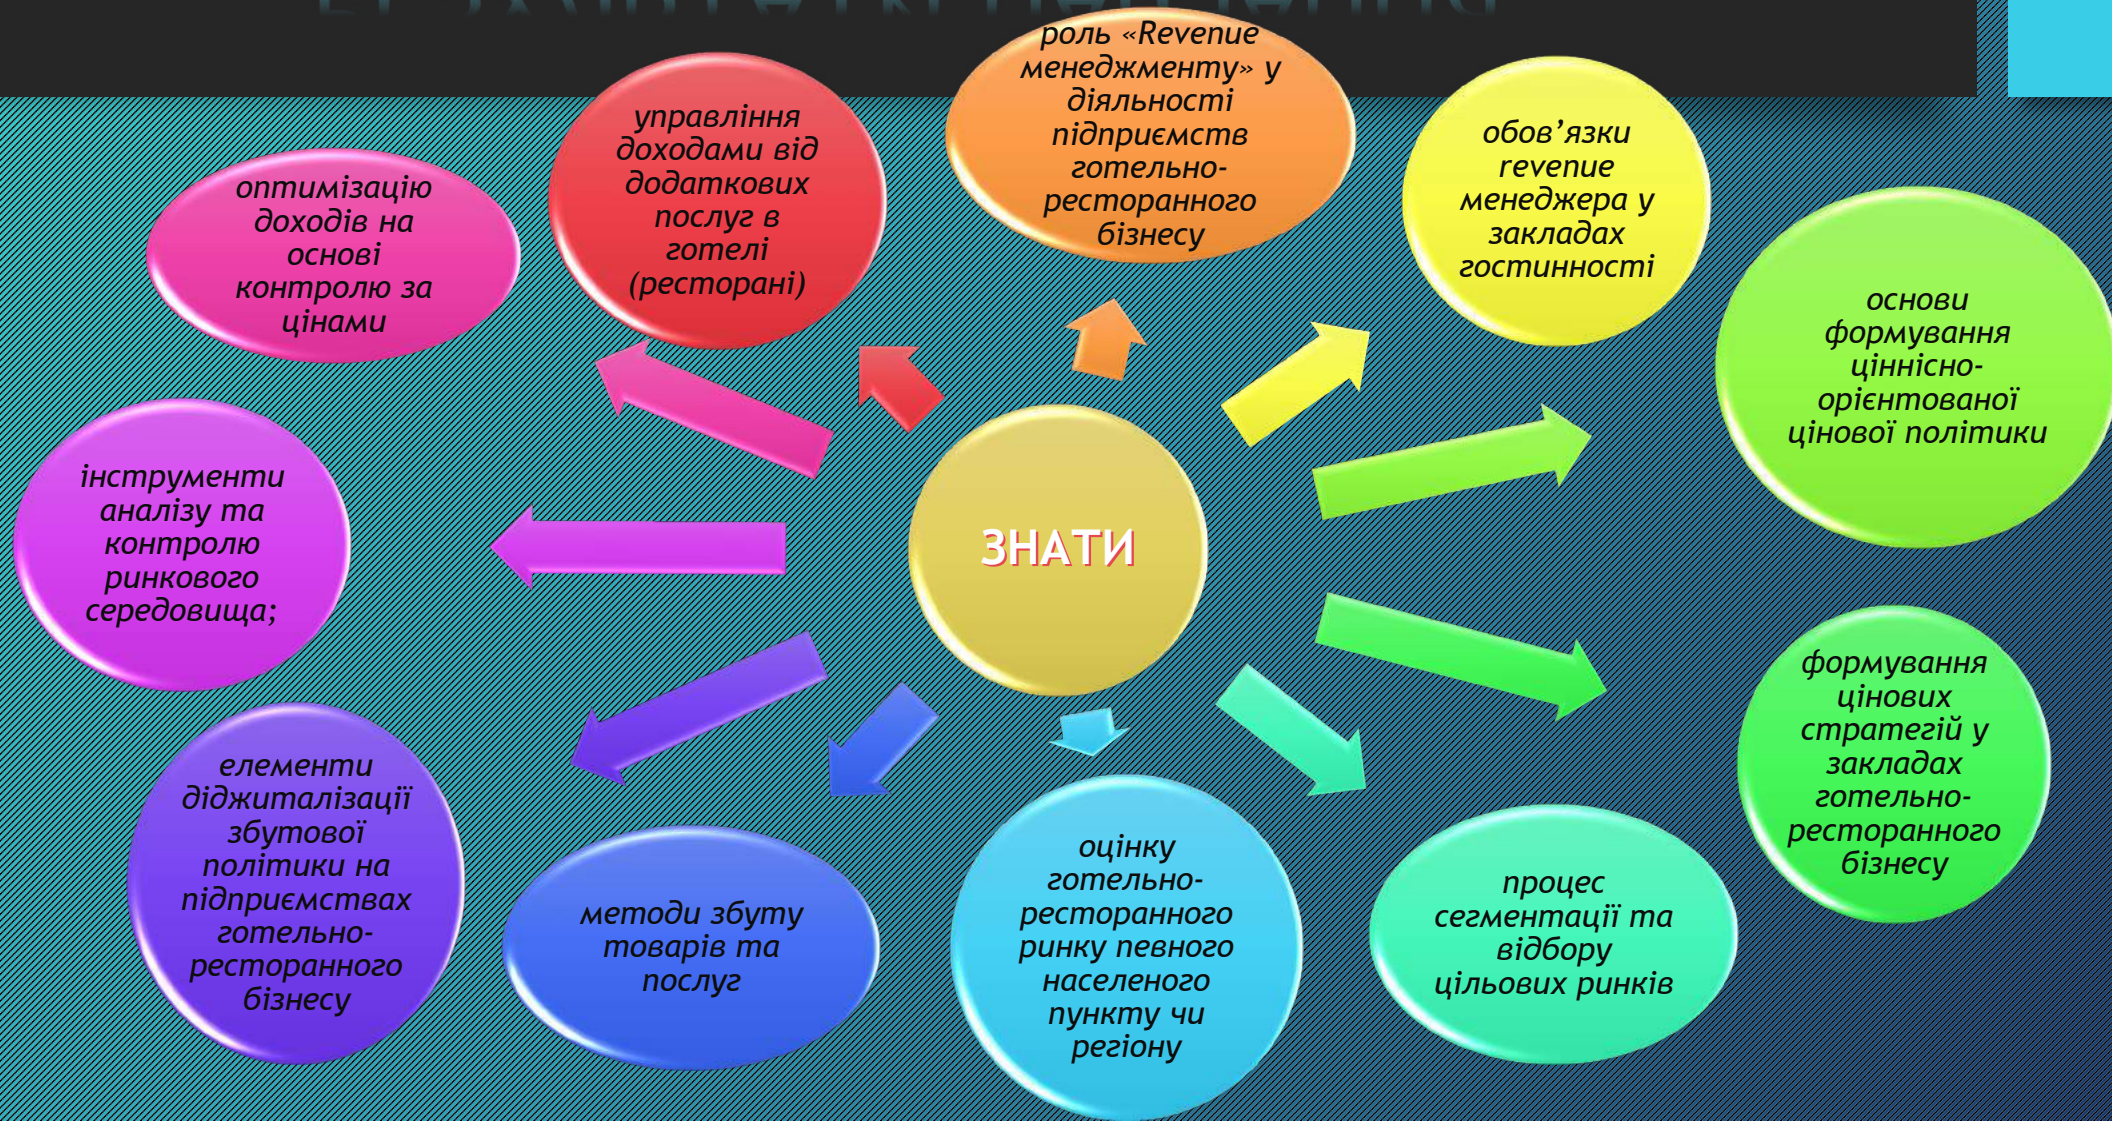 роль «Revenue
менеджменту» у
діяльності
підприємств
готельно-
ресторанного
бізнесу
обов’язки
revenue
менеджера у
закладах
гостинності
основи
формування
ціннісно-
орієнтованої
цінової політики
формування
цінових
стратегій у
закладах
готельно-
ресторанного
бізнесу
процес
сегментації та
відбору
цільових ринків
оцінку
готельно-
ресторанного
ринку певного
населеного
пункту чи
регіону
методи збуту
товарів та
послуг
елементи
діджиталізації
збутової
політики на
підприємствах
готельно-
ресторанного
бізнесу
інструменти
аналізу та
контролю
ринкового
середовища;
оптимізацію
доходів на
основі
контролю за
цінами
управління
доходами від
додаткових
послуг в
готелі
(ресторані)
ЗНАТИ